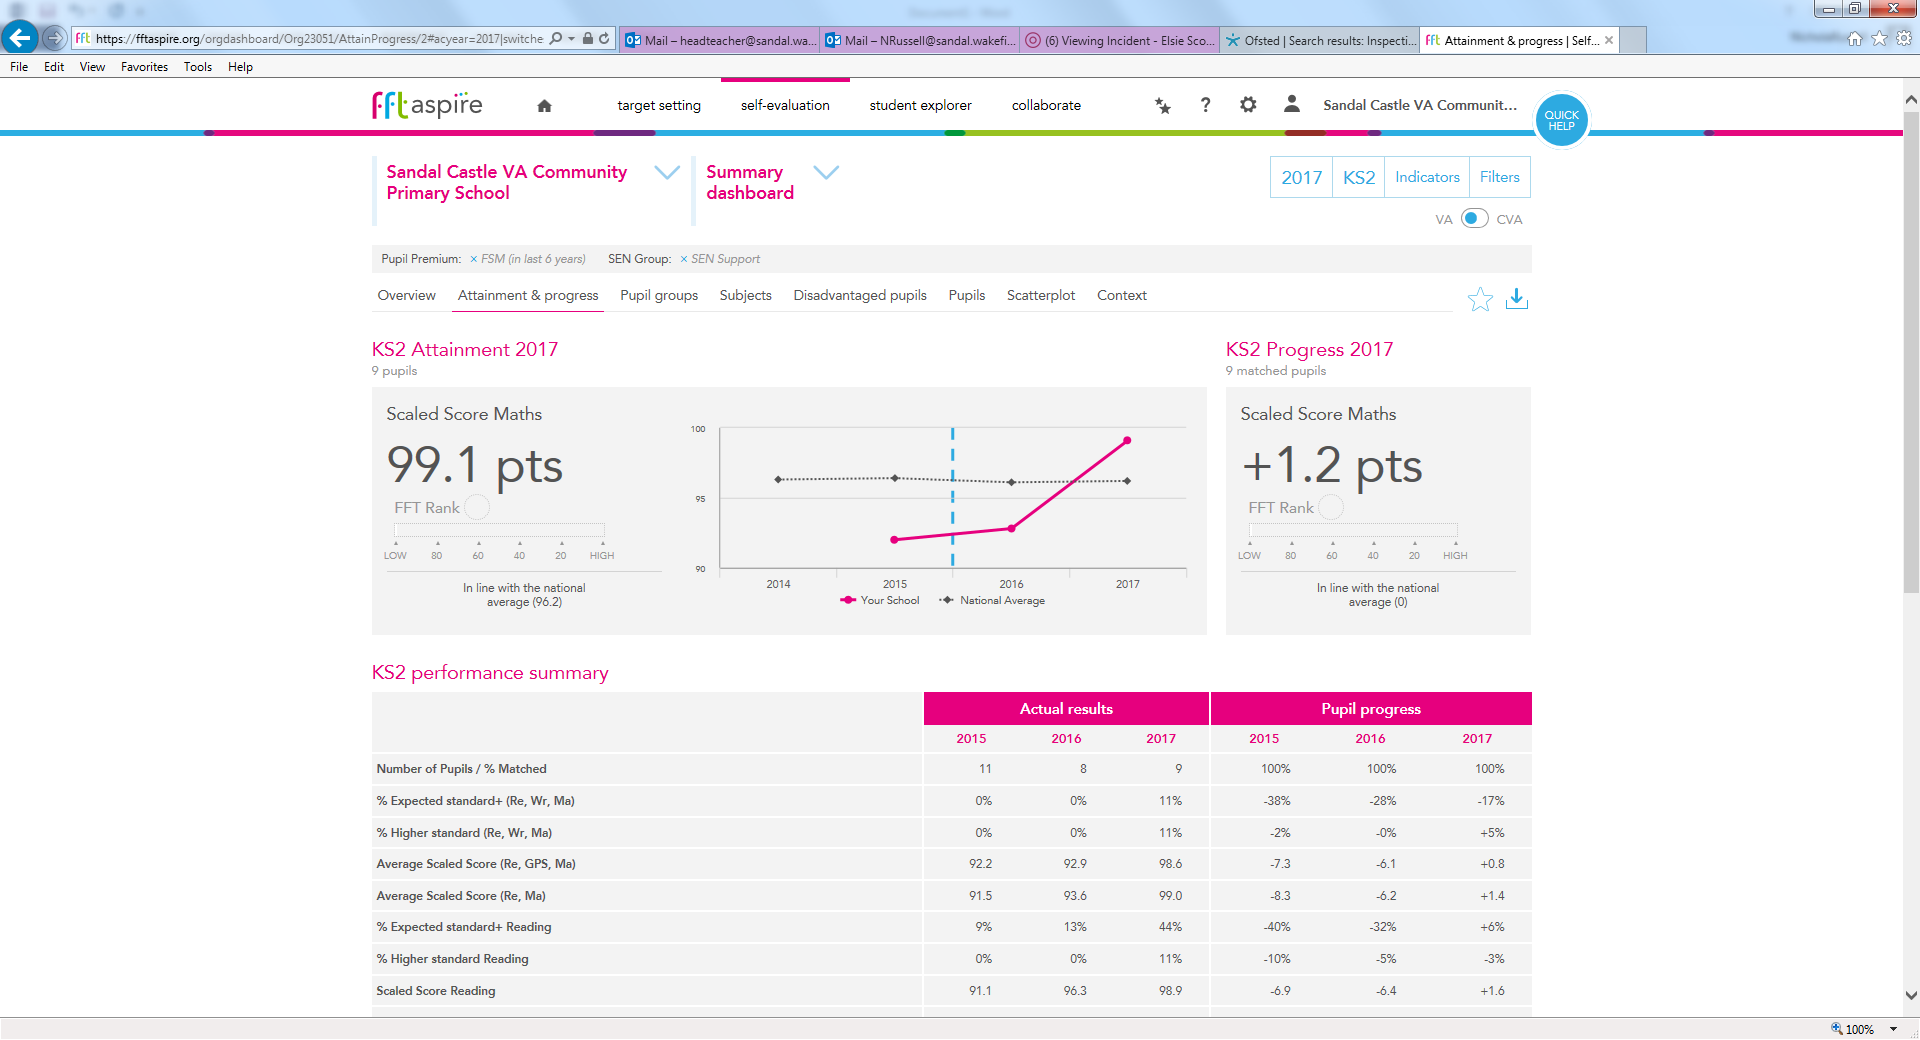 https://fftaspire.org/orgdashboard/Org23051/AttainProgress/2#acyear=2017|switche
Mail – headteacher@sandal.wa...
Mail – NRussell@sandal.wakefi...
(6) Viewing Incident - Elsie Sco...
Ofsted | Search results: Inspecti...
fft Attainment & progress | Self...
File Edit View Favorites Tools Help
fft aspire
target setting self-evaluation student explorer collaborate
? Sandal Castle VA Communit...
QUICK
HELP
Sandal Castle VA Community
Primary School
Summary
dashboard
2017 KS2 Indicators Filters
VA CVA
Pupil Premium: × FSM (in last 6 years) SEN Group: × SEN Support
Overview Attainment & progress Pupil groups Subjects Disadvantaged pupils Pupils Scatterplot Context
KS2 Attainment 2017
9 pupils
Scaled Score Maths
99.1 pts
FFT Rank
LOW 80 60 40 20 HIGH
In line with the national
average (96.2)
100
95
90
2014 2015 2016 2017
Your School National Average
KS2 Progress 2017
9 matched pupils
Scaled Score Maths
+1.2 pts
FFT Rank
LOW 80 60 40 20 HIGH
In line with the national
average (0)
KS2 performance summary
Actual results Pupil progress
2015 2016 2017 2015 2016 2017
Number of Pupils / % Matched 11 8 9 100% 100% 100%
% Expected standard+ (Re, Wr, Ma) 0% 0% 11% -38% -28% -17%
% Higher standard (Re, Wr, Ma) 0% 0% 11% -2% -0% +5%
Average Scaled Score (Re, GPS, Ma) 92.2 92.9 98.6 -7.3 -6.1 +0.8
Average Scaled Score (Re, Ma) 91.5 93.6 99.0 -8.3 -6.2 +1.4
% Expected standard+ Reading 9% 13% 44% -40% -32% +6%
% Higher standard Reading 0% 0% 11% -10% -5% -3%
Scaled Score Reading 91.1 96.3 98.9 -6.9 -6.4 +1.6
100%